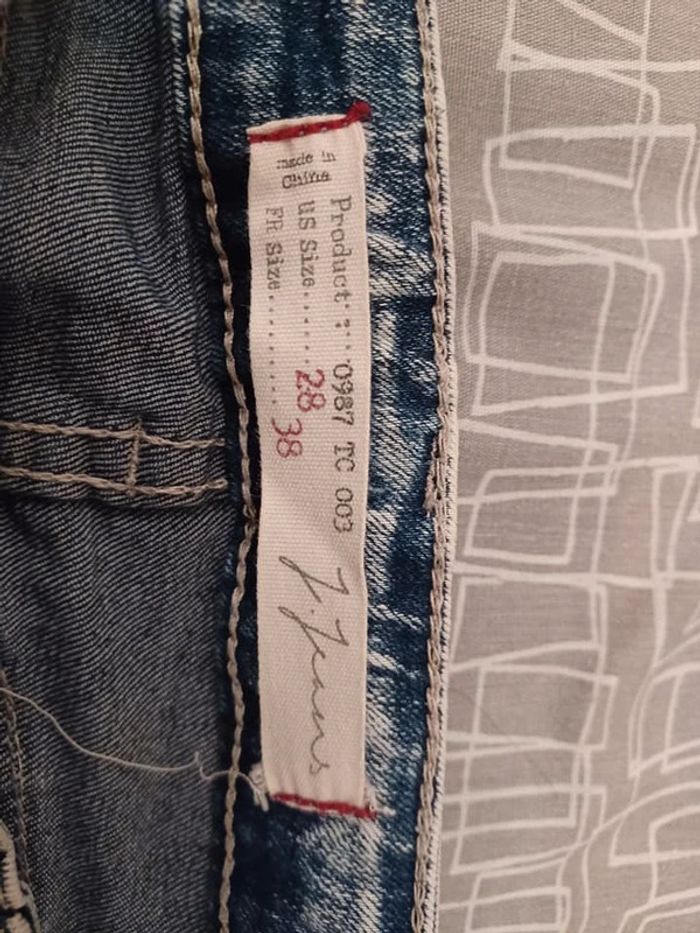 Product : 0987 TC 003
US Size...... 28
FR Size........... 38
made in
China
J.Jeans